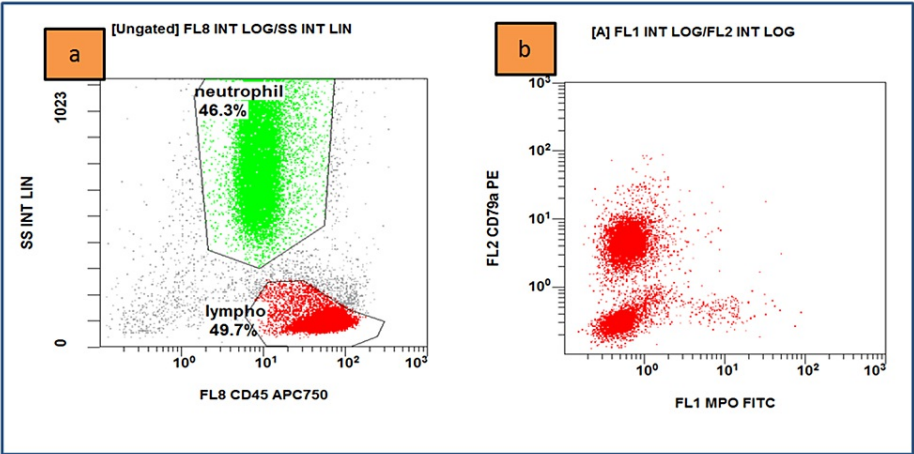 a
[Ungated] FL8 INT LOG/SS INT LIN
neutrophil
46.3%
1023
SS INT LIN
lympho
49.7%
0
10⁰ 10¹ 10² 10³
FL8 CD45 APC750
b
[A] FL1 INT LOG/FL2 INT LOG
10³
10²
10¹
10⁰
FL2 CD79a PE
10⁰ 10¹ 10² 10³
FL1 MPO FITC